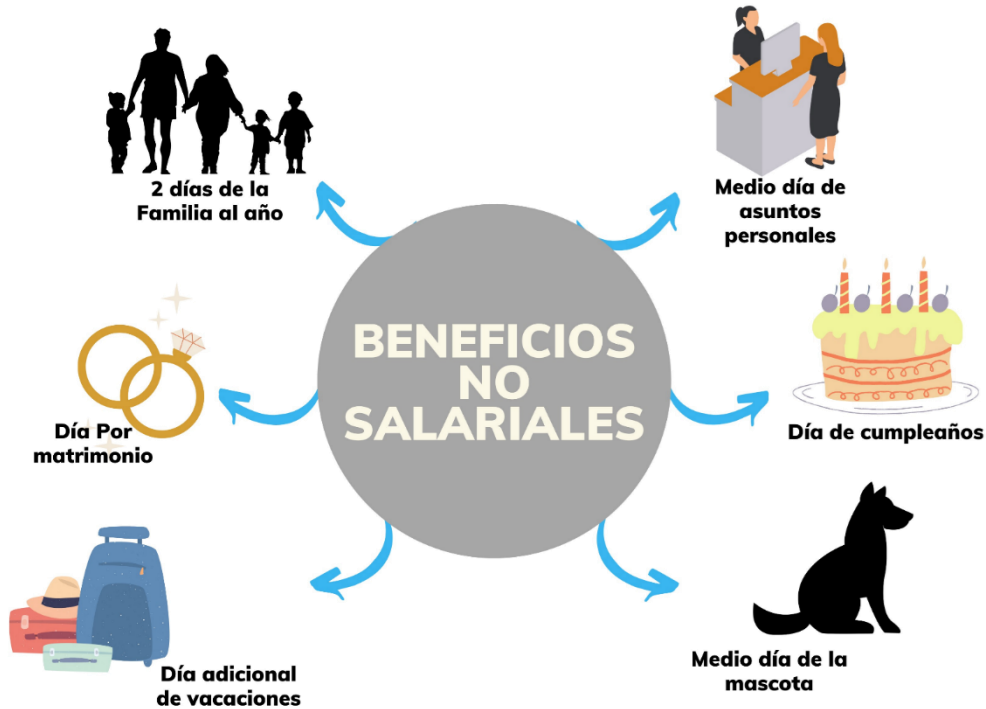 2 días de la
Familia al año
Medio día de
asuntos
personales
BENEFICIOS
NO
SALARIALES
Día Por
matrimonio
Día de cumpleaños
Día adicional
de vacaciones
Medio día de la
mascota